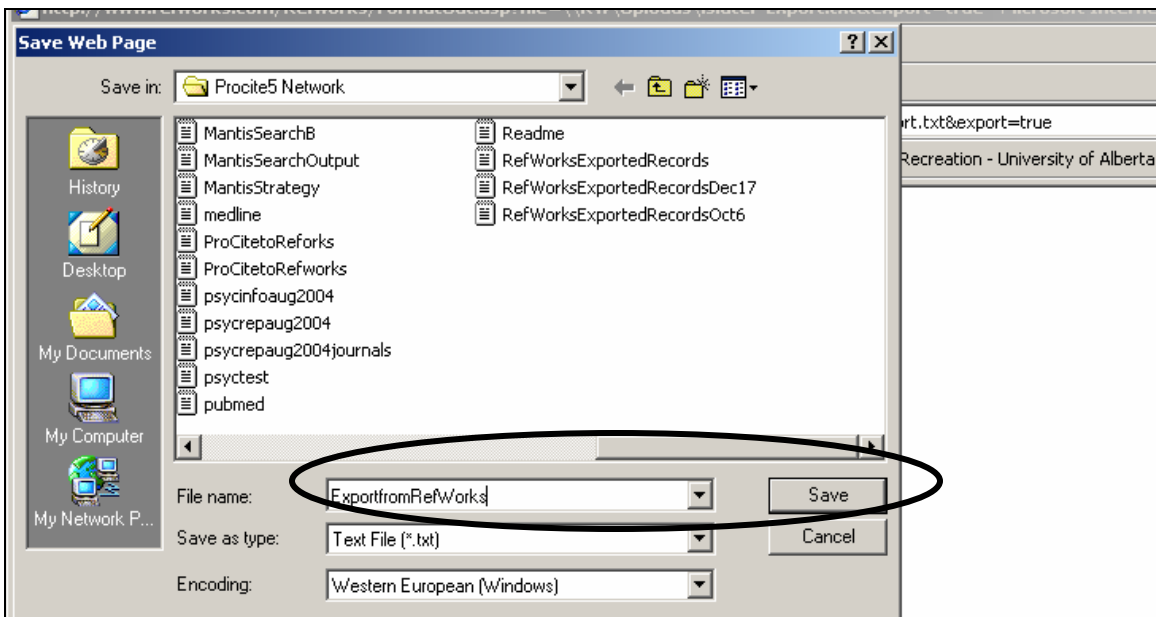 Save Web Page
Save in: Procite5 Network
rt.txt&export=true
Recreation - University of Alberta
History
Desktop
My Documents
My Computer
My Network P...
MantisSearchB
MantisSearchOutput
MantisStrategy
medline
ProCitetoReforks
ProCitetoRefworks
psycinfoaug2004
psycrepaug2004
psycrepaug2004journals
psyctest
pubmed
Readme
RefWorksExportedRecords
RefWorksExportedRecordsDec17
RefWorksExportedRecordsOct6
File name: ExportfromRefWorks Save
Save as type: Text File (*.txt) Cancel
Encoding: Western European (Windows)